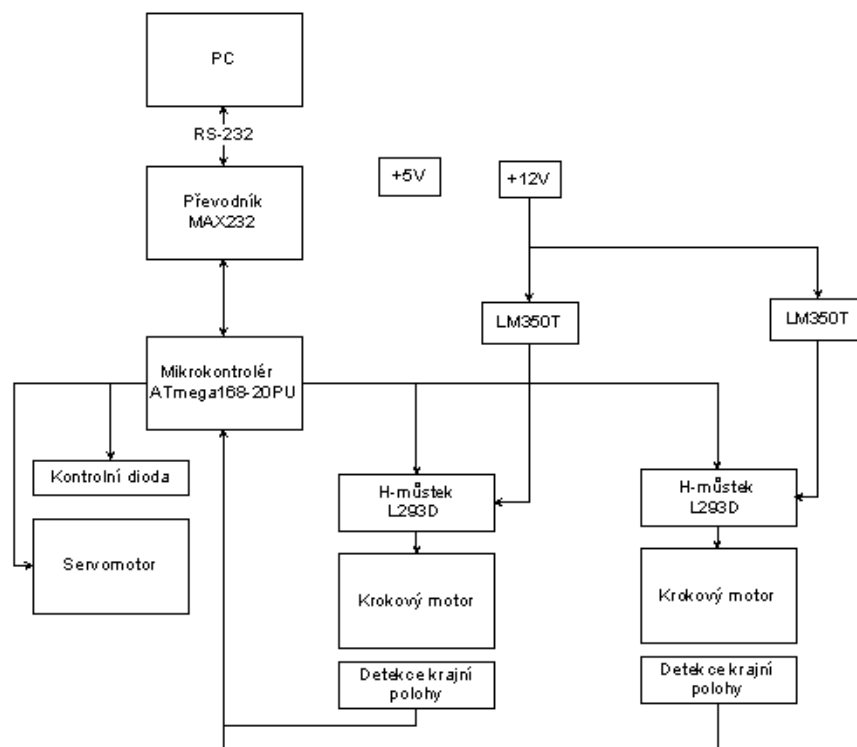 PC
RS-232
+5V
+12V
Převodník
MAX232
LM350T
LM350T
Mikrokontrolér
ATmega168-20PU
Kontrolní dioda
H-můstek
L293D
H-můstek
L293D
Servomotor
Krokový motor
Krokový motor
Detekce krajní
polohy
Detekce krajní
polohy